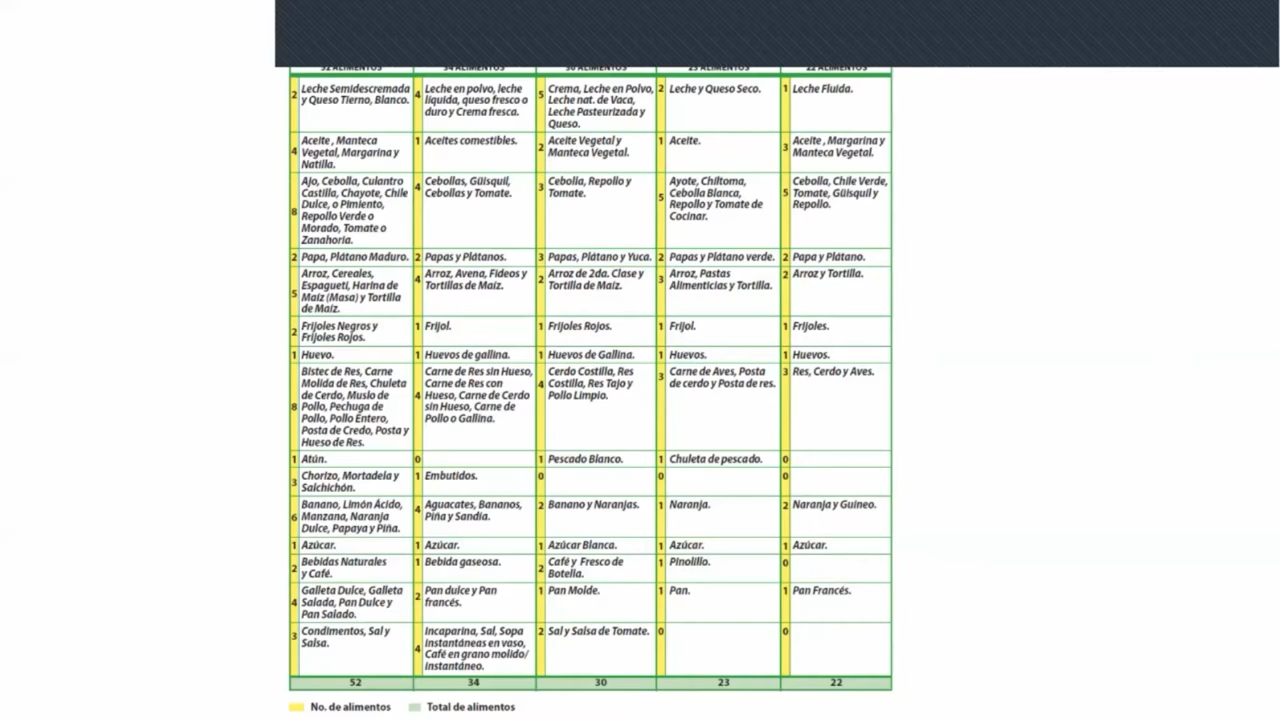 52 ALIMENTOS 34 ALIMENTOS 30 ALIMENTOS 23 ALIMENTOS 22 ALIMENTOS
2 Leche Semidescremada
y Queso Tierno, Blanco.
4 Leche en polvo, leche
líquida, queso fresco o
duro y Crema fresca.
5 Crema, Leche en Polvo,
Leche nat. de Vaca,
Leche Pasteurizada y
Queso.
2 Leche y Queso Seco.
1 Leche Fluida.
4 Aceite , Manteca
Vegetal, Margarina y
Natilla.
1 Aceites comestibles.
2 Aceite Vegetal y
Manteca Vegetal.
1 Aceite.
3 Aceite , Margarina y
Manteca Vegetal.
8 Ajo, Cebolla, Culantro
Castilla, Chayote, Chile
Dulce, o Pimiento,
Repollo Verde o
Morado, Tomate o
Zanahoria.
4 Cebollas, Güisquil,
Cebollas y Tomate.
3 Cebolla, Repollo y
Tomate.
5 Ayote, Chiltoma,
Cebolla Blanca,
Repollo y Tomate de
Cocinar.
5 Cebolla, Chile Verde,
Tomate, Güisquil y
Repollo.
2 Papa, Plátano Maduro.
2 Papas y Plátanos.
3 Papas, Plátano y Yuca.
2 Papas y Plátano verde.
2 Papa y Plátano.
5 Arroz, Cereales,
Espagueti, Harina de
Maíz (Masa) y Tortilla
de Maíz.
4 Arroz, Avena, Fideos y
Tortillas de Maíz.
2 Arroz de 2da. Clase y
Tortilla de Maíz.
3 Arroz, Pastas
Alimenticias y Tortilla.
2 Arroz y Tortilla.
2 Frijoles Negros y
Frijoles Rojos.
1 Frijol.
1 Frijoles Rojos.
1 Frijol.
1 Frijoles.
1 Huevo.
1 Huevos de gallina.
1 Huevos de Gallina.
1 Huevos.
1 Huevos.
8 Bistec de Res, Carne
Molida de Res, Chuleta
de Cerdo, Muslo de
Pollo, Pechuga de
Pollo, Pollo Entero,
Posta de Credo, Posta y
Hueso de Res.
4 Carne de Res sin Hueso,
Carne de Res con
Hueso, Carne de Cerdo
sin Hueso, Carne de
Pollo o Gallina.
4 Cerdo Costilla, Res
Costilla, Res Tajo y
Pollo Limpio.
3 Carne de Aves, Posta
de cerdo y Posta de res.
3 Res, Cerdo y Aves.
1 Atún.
0
1 Pescado Blanco.
1 Chuleta de pescado.
0
3 Chorizo, Mortadela y
Salchichón.
1 Embutidos.
0
0
0
6 Banano, Limón Ácido,
Manzana, Naranja
Dulce, Papaya y Piña.
4 Aguacates, Bananos,
Piña y Sandía.
2 Banano y Naranjas.
1 Naranja.
2 Naranja y Guineo.
1 Azúcar.
1 Azúcar.
1 Azúcar Blanca.
1 Azúcar.
1 Azúcar.
2 Bebidas Naturales
y Café.
1 Bebida gaseosa.
2 Café y Fresco de
Botella.
1 Pinolillo.
0
4 Galleta Dulce, Galleta
Salada, Pan Dulce y
Pan Salado.
2 Pan dulce y Pan
francés.
1 Pan Molde.
1 Pan.
1 Pan Francés.
3 Condimentos, Sal y
Salsa.
4 Incaparina, Sal, Sopa
instantáneas en vaso,
Café en grano molido/
instantáneo.
2 Sal y Salsa de Tomate.
0
0
52 34 30 23 22
No. de alimentos Total de alimentos